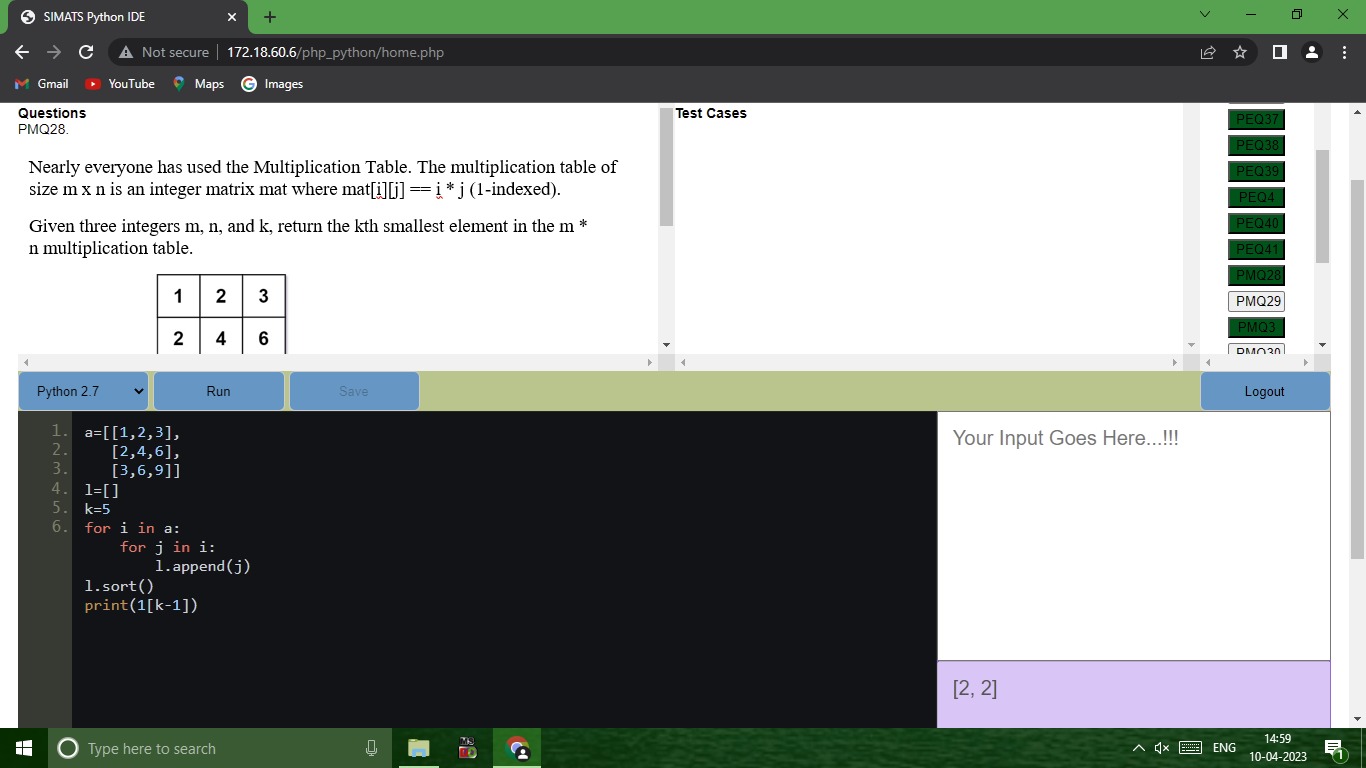 SIMATS Python IDE
Not secure
172.18.60.6/php_python/home.php
Gmail
YouTube
Maps
Images
Questions
PMQ28.
Nearly everyone has used the Multiplication Table. The multiplication table of
size m x n is an integer matrix mat where mat[i][j] == i * j (1-indexed).
Given three integers m, n, and k, return the kth smallest element in the m *
n multiplication table.
1 2 3
2 4 6
Test Cases
PEQ37
PEQ38
PEQ39
PEQ4
PEQ40
PEQ41
PMQ28
PMQ29
PMQ3
PMQ30
Python 2.7
Run
Save
Logout
1. a=[[1,2,3],
2. [2,4,6],
3. [3,6,9]]
4. l=[]
5. k=5
6. for i in a:
for j in i:
l.append(j)
l.sort()
print(l[k-1])
Your Input Goes Here...!!!
[2, 2]
Type here to search
ENG
14:59
10-04-2023
1